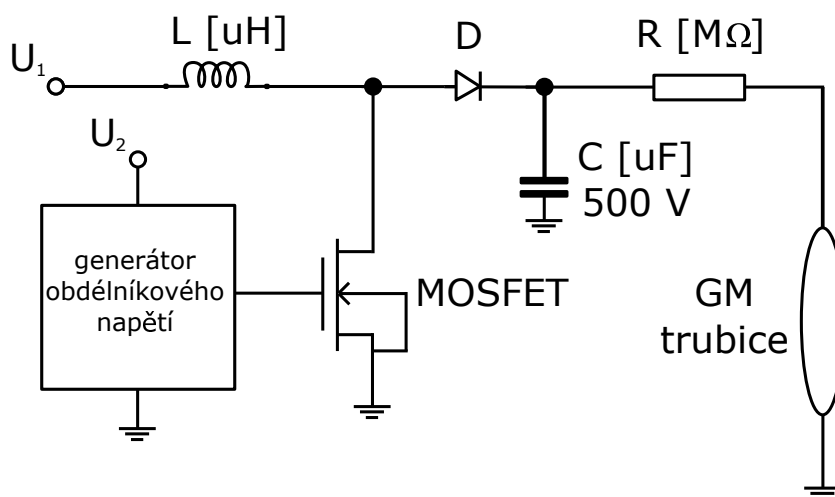 L [uH]
D
R [MΩ]
U₁
U₂
C [uF]
500 V
generátor
obdélníkového
napětí
MOSFET
GM
trubice